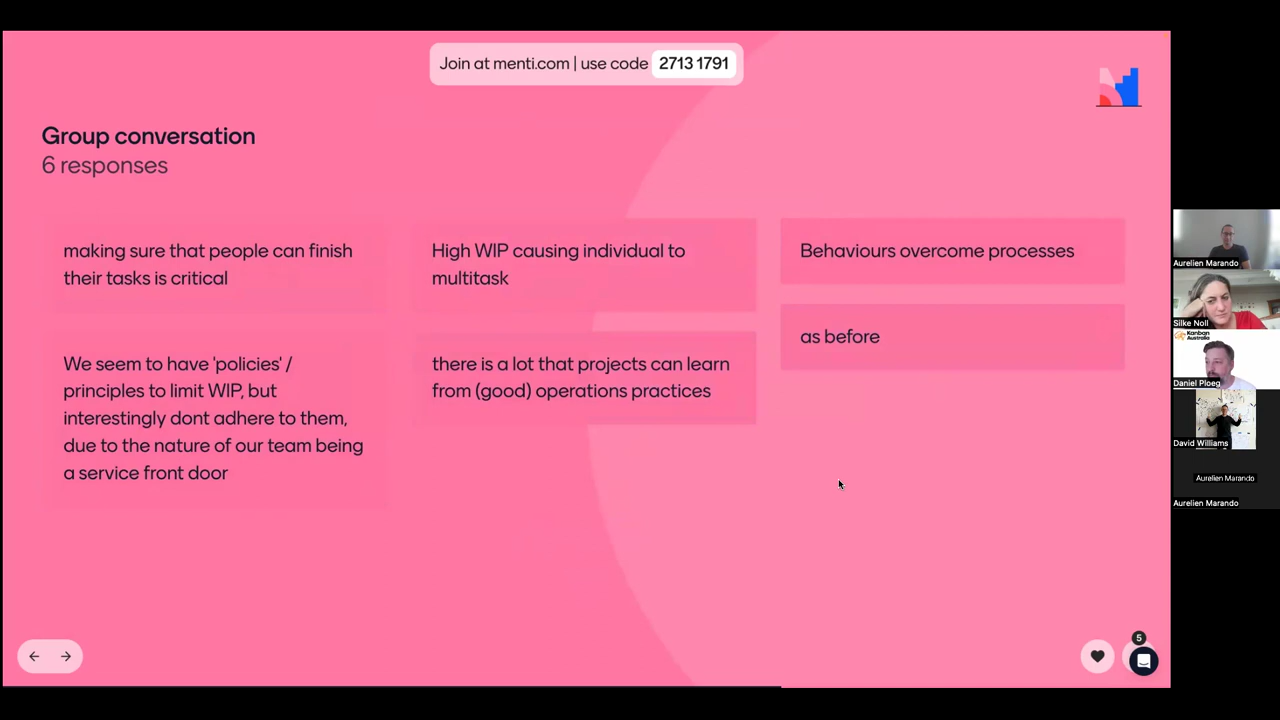 Join at menti.com | use code 2713 1791
Group conversation
6 responses
making sure that people can finish
their tasks is critical
We seem to have 'policies' /
principles to limit WIP, but
interestingly dont adhere to them,
due to the nature of our team being
a service front door
High WIP causing individual to
multitask
there is a lot that projects can learn
from (good) operations practices
Behaviours overcome processes
as before
5
Aurelien Marando
Silke Noll
Kanban
Australia
Daniel Ploeg
David Williams
Aurelien Marando
Aurelien Marando